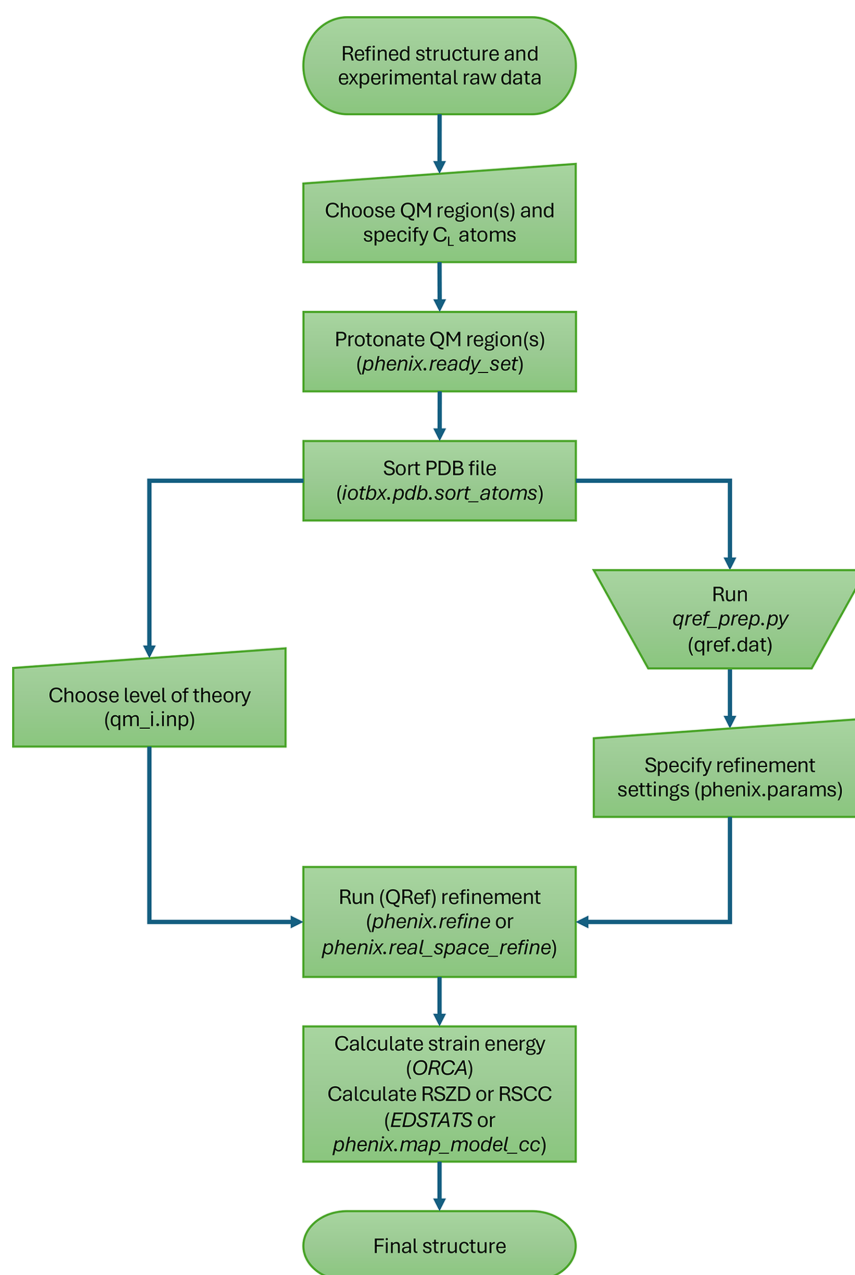 Refined structure and
experimental raw data
Choose QM region(s) and
specify C_L atoms
Protonate QM region(s)
(phenix.ready_set)
Sort PDB file
(iotbx.pdb.sort_atoms)
Run
qref_prep.py
(qref.dat)
Choose level of theory
(qm_i.inp)
Specify refinement
settings (phenix.params)
Run (QRef) refinement
(phenix.refine or
phenix.real_space_refine)
Calculate strain energy
(ORCA)
Calculate RSZD or RSCC
(EDSTATS or
phenix.map_model_cc)
Final structure